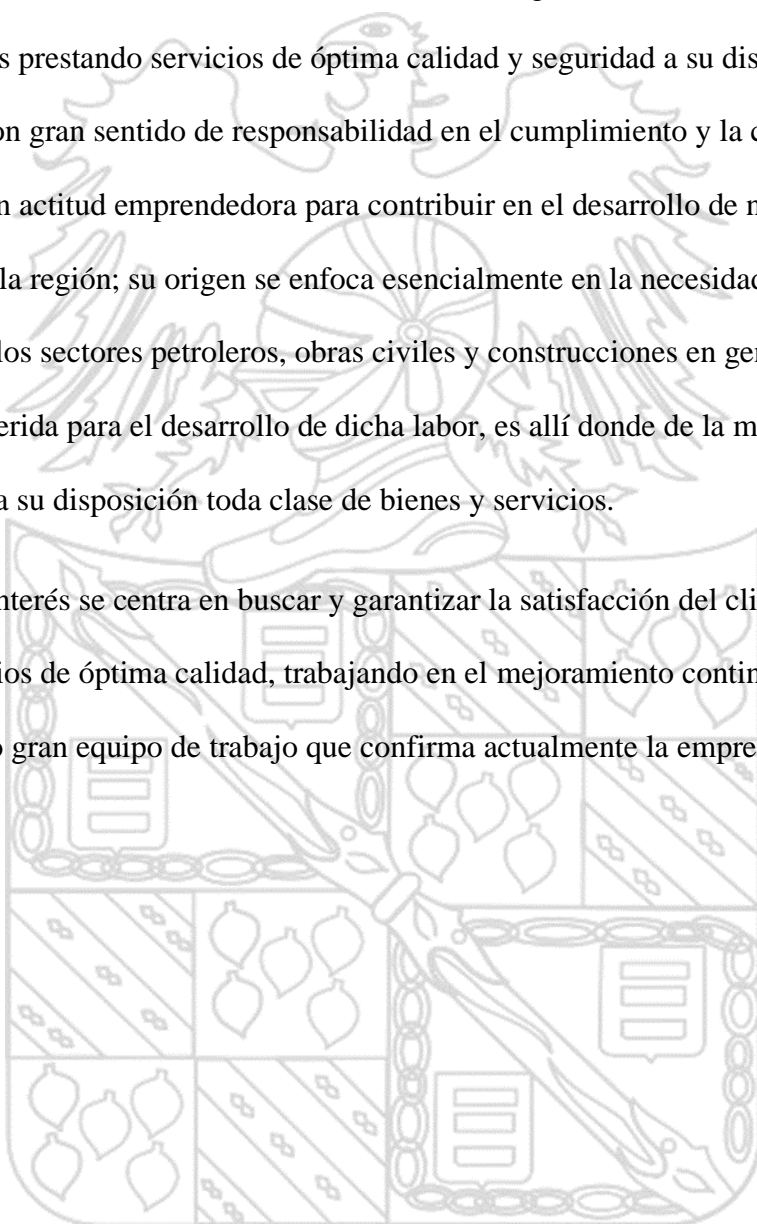 s prestando servicios de óptima calidad y seguridad a su dis
on gran sentido de responsabilidad en el cumplimiento y la c
n actitud emprendedora para contribuir en el desarrollo de n
la región; su origen se enfoca esencialmente en la necesidad
los sectores petroleros, obras civiles y construcciones en gen
erida para el desarrollo de dicha labor, es allí donde de la m
a su disposición toda clase de bienes y servicios.
nterés se centra en buscar y garantizar la satisfacción del cli
ios de óptima calidad, trabajando en el mejoramiento contin
o gran equipo de trabajo que confirma actualmente la empre